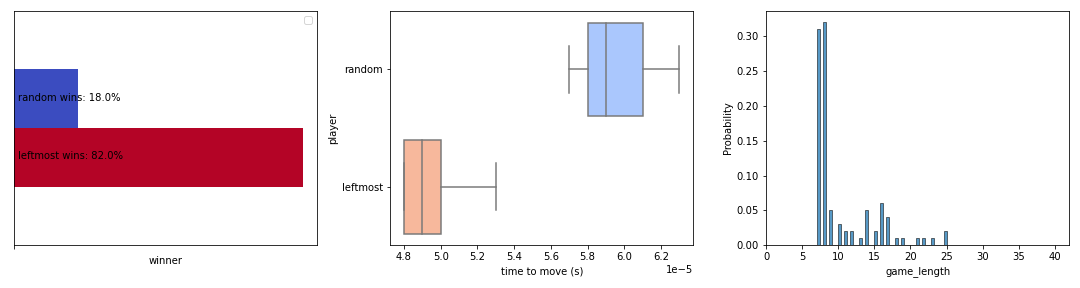 random wins: 18.0%
leftmost wins: 82.0%
winner
player
random
leftmost
4.8 5.0 5.2 5.4 5.6 5.8 6.0 6.2
1e−5
time to move (s)
Probability
0.30
0.25
0.20
0.15
0.10
0.05
0.00
0 5 10 15 20 25 30 35 40
game_length